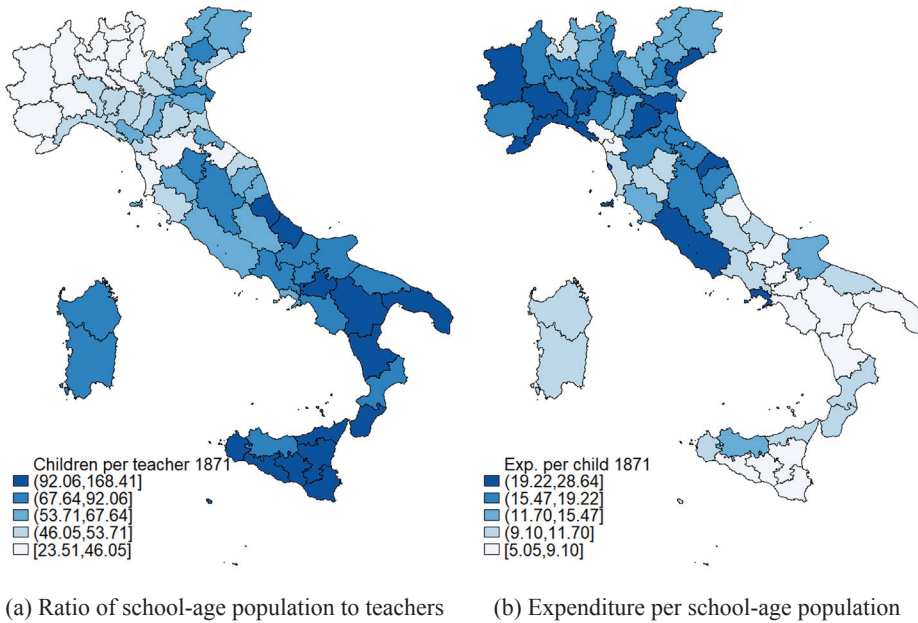 Children per teacher 1871
(92.06,168.41]
(67.64,92.06]
(53.71,67.64]
(46.05,53.71]
[23.51,46.05]
Exp. per child 1871
(19.22,28.64]
(15.47,19.22]
(11.70,15.47]
(9.10,11.70]
[5.05,9.10]
(a) Ratio of school-age population to teachers
(b) Expenditure per school-age population